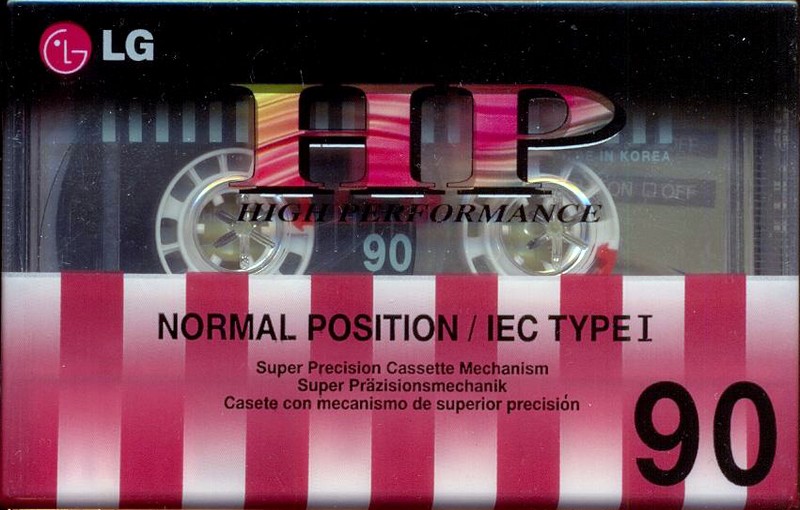 LG
HP
IN KOREA
ON □ OFF
HIGH PERFORMANCE
90
NORMAL POSITION / IEC TYPE I
Super Precision Cassette Mechanism
Super Präzisionsmechanik
Casete con mecanismo de superior precisión
90